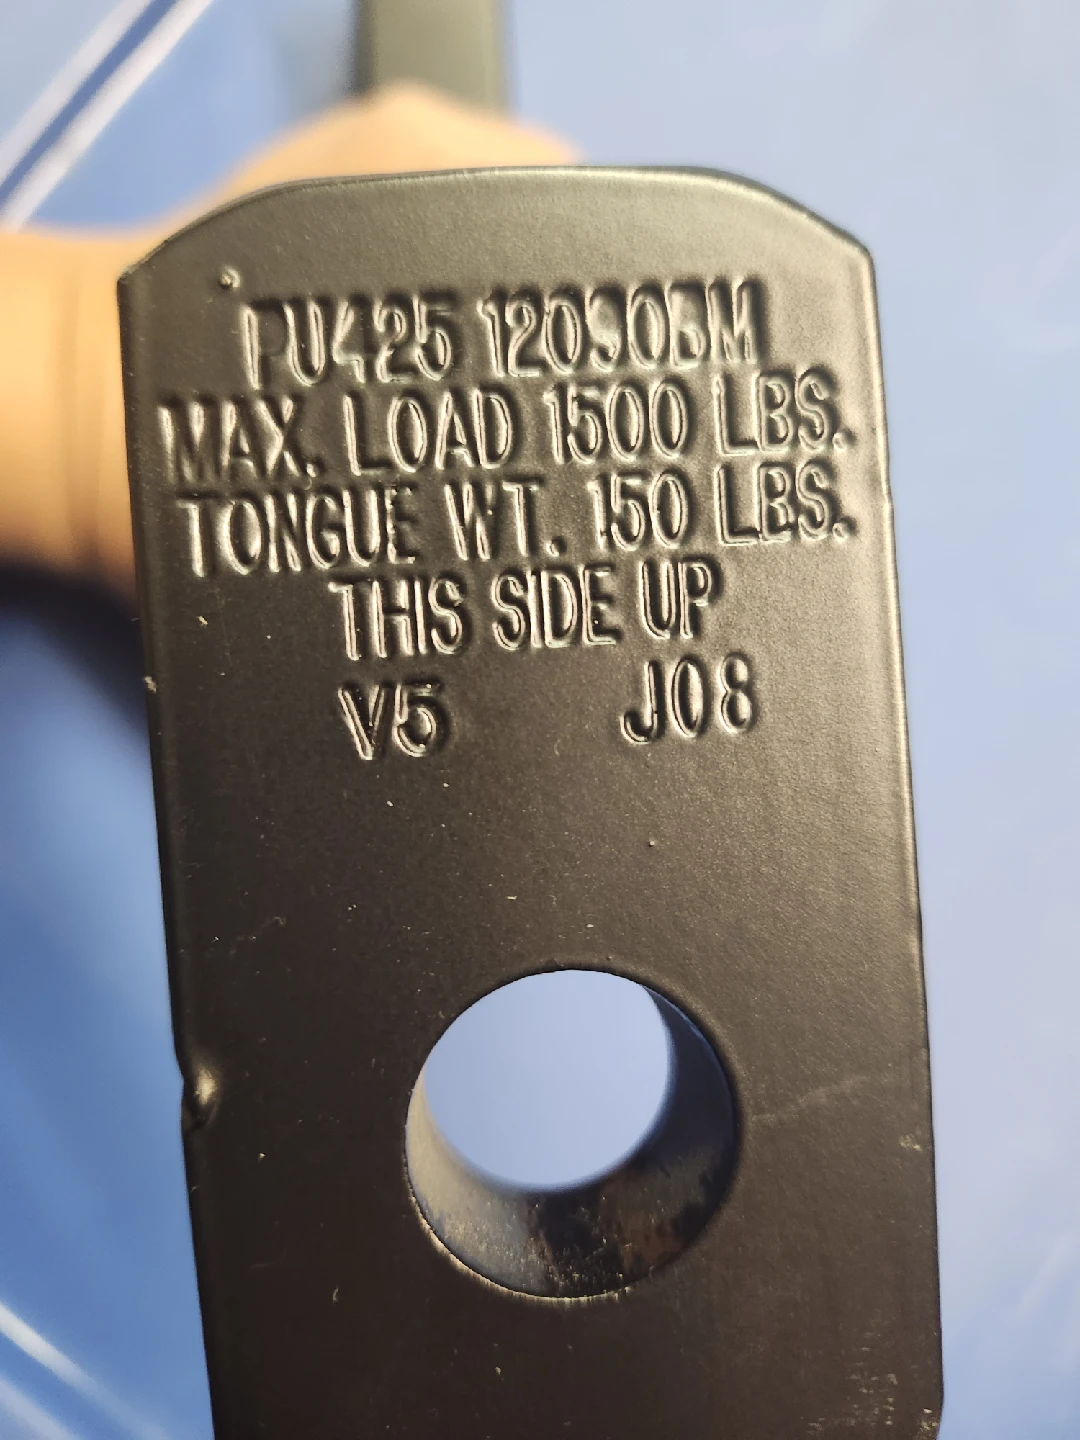 PU425 12090BM
MAX. LOAD 1500 LBS.
TONGUE WT. 150 LBS.
THIS SIDE UP
V5 J08